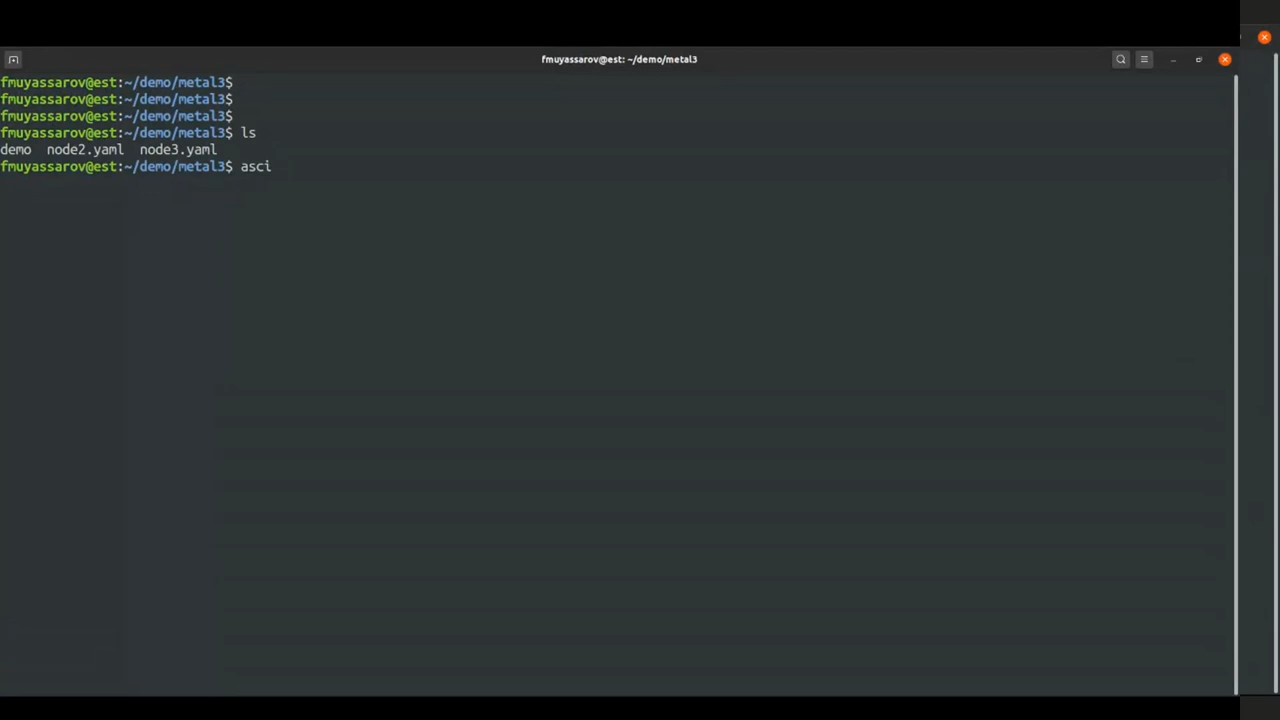 fmuyassarov@est: ~/demo/metal3
fmuyassarov@est:~/demo/metal3$
fmuyassarov@est:~/demo/metal3$
fmuyassarov@est:~/demo/metal3$
fmuyassarov@est:~/demo/metal3$ ls
demo  node2.yaml  node3.yaml
fmuyassarov@est:~/demo/metal3$ asci